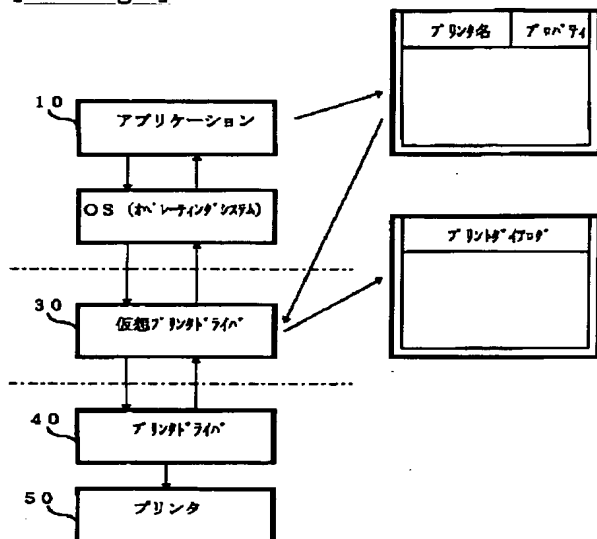 プリンタ名 プロパティ
10
アプリケーション
OS (オペレーティングシステム)
プリントダイアログ
30
仮想プリンタドライバ
40
プリンタドライバ
50
プリンタ